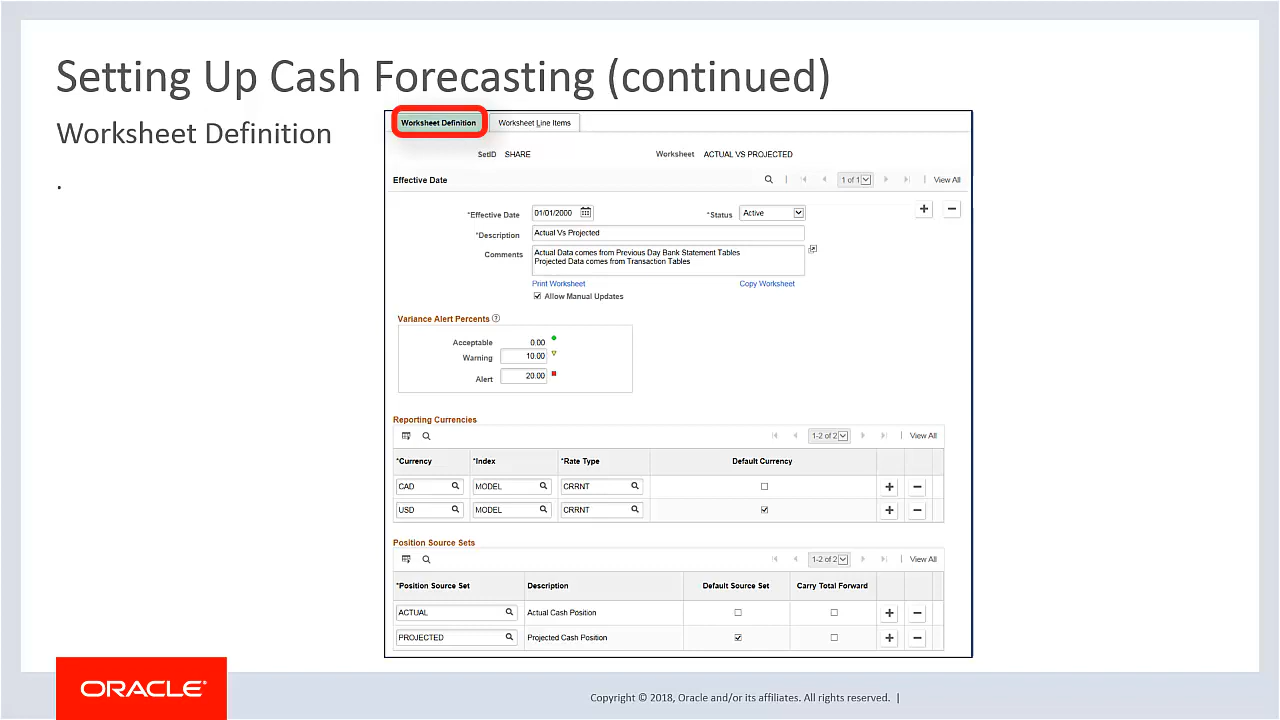 Setting Up Cash Forecasting (continued)
Worksheet Definition
.
Worksheet Definition Worksheet Line Items
SetID SHARE Worksheet ACTUAL VS PROJECTED
Effective Date 1 of 1 View All
*Effective Date 01/01/2000 *Status Active
*Description Actual Vs Projected
Comments Actual Data comes from Previous Day Bank Statement Tables
Projected Data comes from Transaction Tables
Print Worksheet Copy Worksheet
Allow Manual Updates
Variance Alert Percents
Acceptable 0.00
Warning 10.00
Alert 20.00
Reporting Currencies
1-2 of 2 View All
*Currency *Index *Rate Type Default Currency
CAD MODEL CRRNT
USD MODEL CRRNT
Position Source Sets
1-2 of 2 View All
*Position Source Set Description Default Source Set Carry Total Forward
ACTUAL Actual Cash Position
PROJECTED Projected Cash Position
ORACLE
Copyright © 2018, Oracle and/or its affiliates. All rights reserved. |